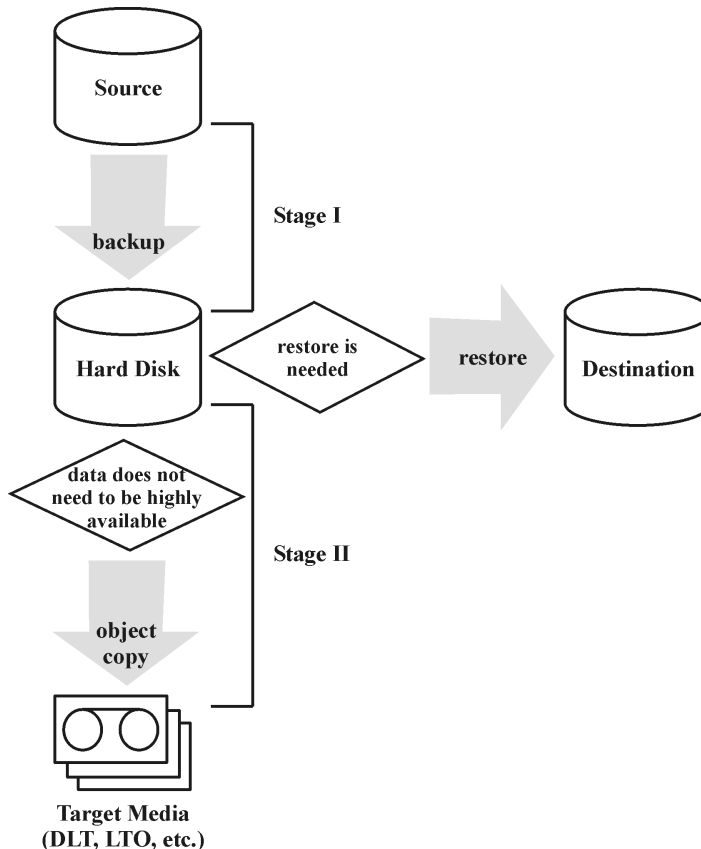 Source
Stage I
backup
Hard Disk
restore is
needed
restore
Destination
data does not
need to be highly
available
Stage II
object
copy
Target Media
(DLT, LTO, etc.)